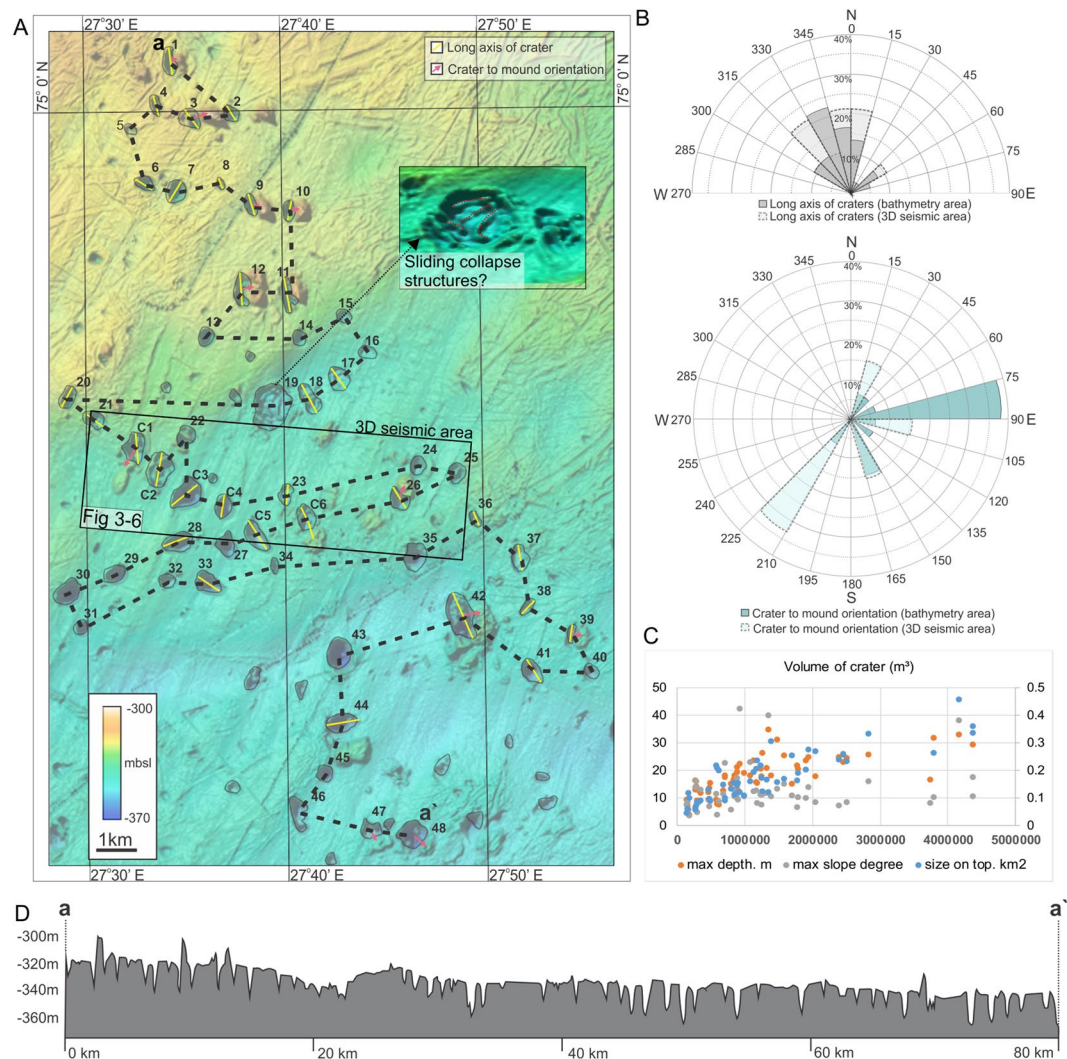 A
27°30' E
27°40' E
27°50' E
B
a
1
Long axis of crater
Crater to mound orientation
75° 0' N
75° 0' N
4
3
2
5
6
7
8
9
10
12
11
13
14
15
16
17
18
19
20
21
Sliding collapse
structures?
3D seismic area
C1
22
C2
C3
C4
23
24
25
26
C5
C6
Fig 3-6
28
27
29
30
31
32
33
34
35
36
37
38
39
40
41
42
43
44
45
46
47
a`
48
-300
mbsl
-370
1km
27°30' E
27°40' E
27°50' E
N
345
0
15
330
40%
30
315
30%
45
300
20%
60
285
10%
75
W 270
90E
Long axis of craters (bathymetry area)
Long axis of craters (3D seismic area)
N
345
0
15
330
40%
30
315
30%
45
300
20%
60
285
10%
75
W 270
90 E
255
105
240
120
225
135
210
150
195
180
165
S
Crater to mound orientation (bathymetry area)
Crater to mound orientation (3D seismic area)
C
Volume of crater (m³)
50
0.5
40
0.4
30
0.3
20
0.2
10
0.1
0
0
0 1000000 2000000 3000000 4000000 5000000
max depth. m max slope degree size on top. km2
D
a
a`
-300m
-320m
-340m
-360m
0 km
20 km
40 km
60 km
80 km